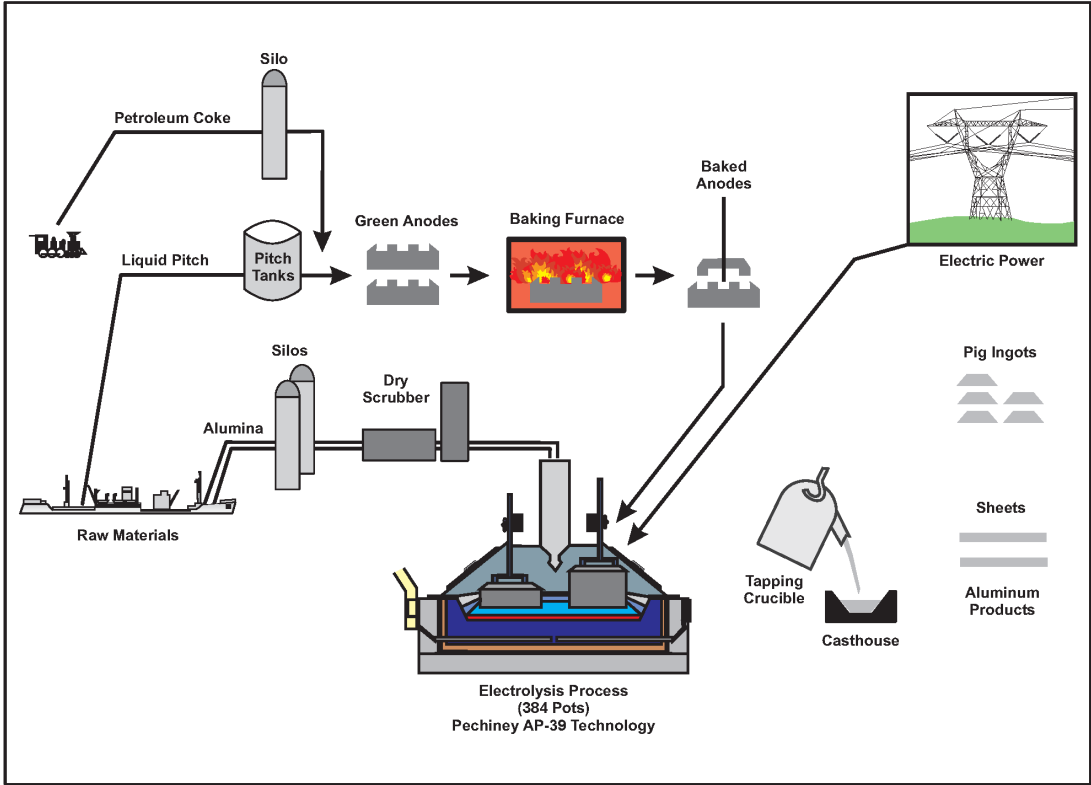 Silo
Petroleum Coke
Baked
Anodes
Green Anodes
Baking Furnace
Liquid Pitch
Pitch
Tanks
Electric Power
Silos
Dry
Scrubber
Pig Ingots
Alumina
Raw Materials
Sheets
Tapping
Crucible
Aluminum
Products
Casthouse
Electrolysis Process
(384 Pots)
Pechiney AP-39 Technology